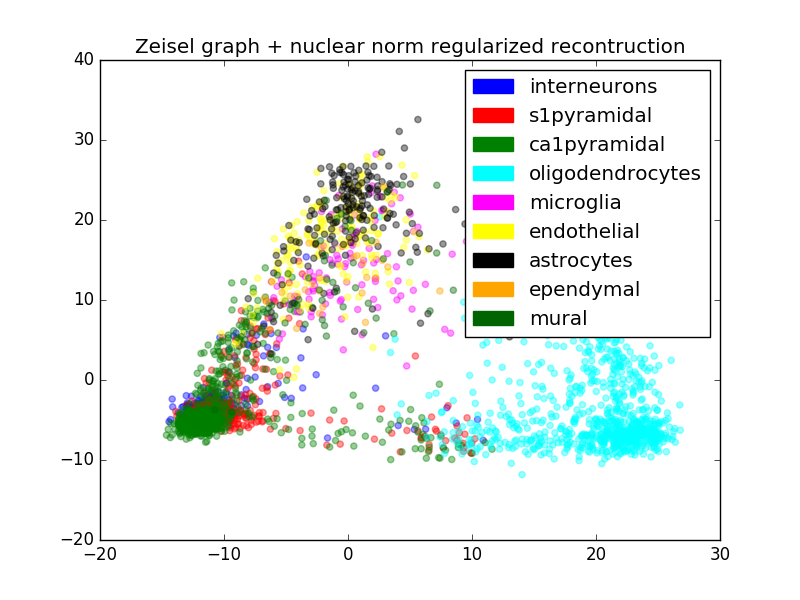 Zeisel graph + nuclear norm regularized recontruction
40
30
20
10
0
−10
−20
−20
−10
0
10
20
30
interneurons
s1pyramidal
ca1pyramidal
oligodendrocytes
microglia
endothelial
astrocytes
ependymal
mural